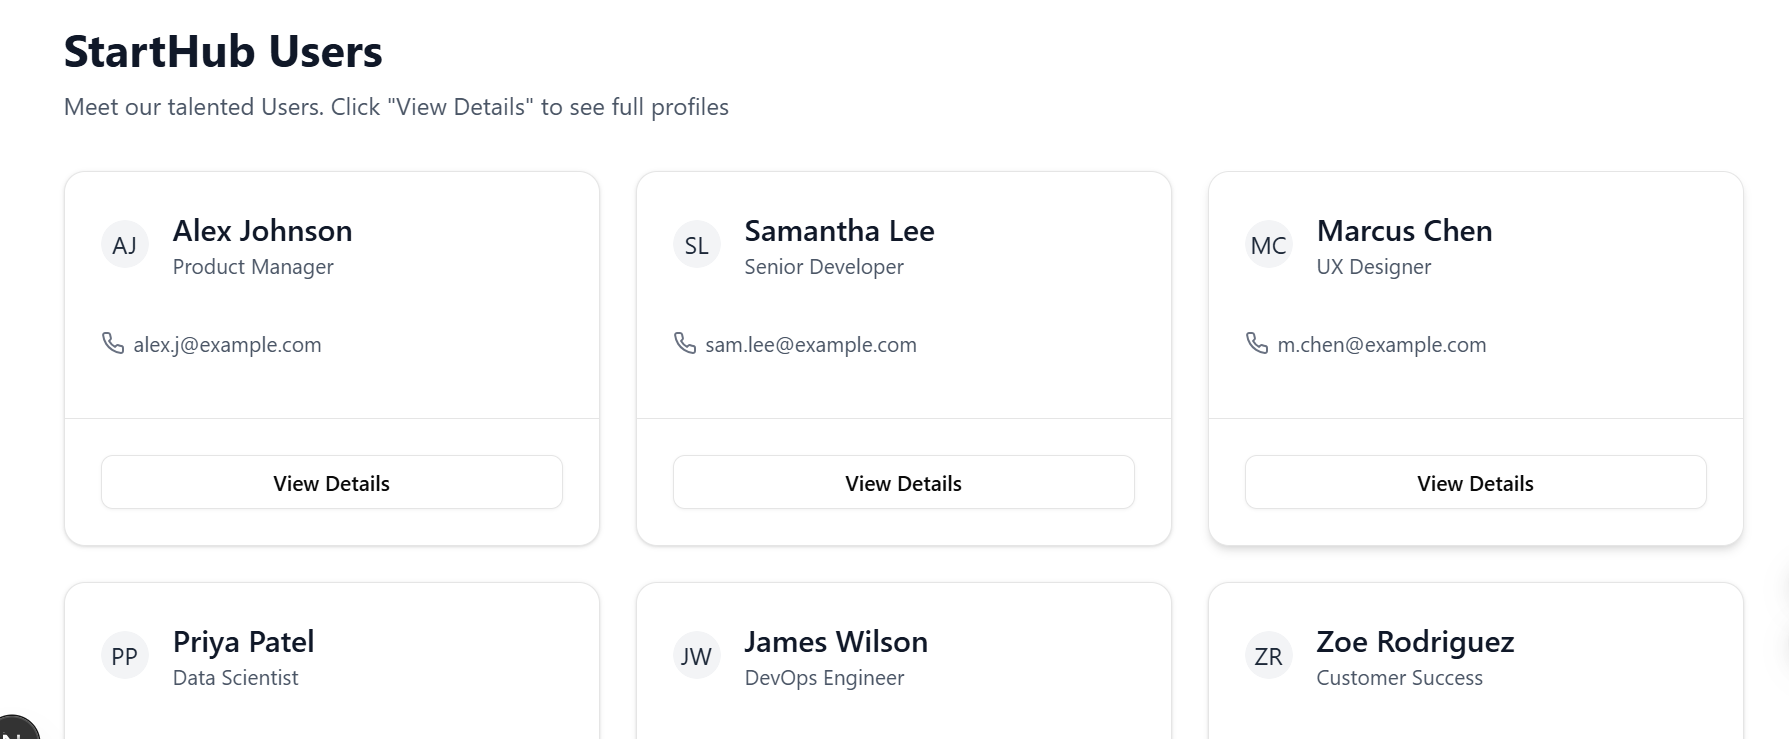 StartHub Users
Meet our talented Users. Click "View Details" to see full profiles
AJ
Alex Johnson
Product Manager
alex.j@example.com
View Details
SL
Samantha Lee
Senior Developer
sam.lee@example.com
View Details
MC
Marcus Chen
UX Designer
m.chen@example.com
View Details
PP
Priya Patel
Data Scientist
JW
James Wilson
DevOps Engineer
ZR
Zoe Rodriguez
Customer Success